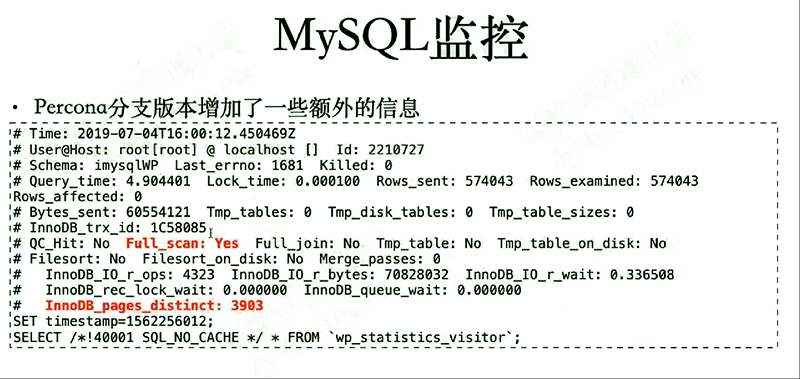 MySQL监控
• Percona分支版本增加了一些额外的信息
# Time: 2019-07-04T16:00:12.450469Z
# User@Host: root[root] @ localhost []  Id: 2210727
# Schema: imysqlWP  Last_errno: 1681  Killed: 0
# Query_time: 4.904401  Lock_time: 0.000100  Rows_sent: 574043  Rows_examined: 574043
Rows_affected: 0
# Bytes_sent: 60554121  Tmp_tables: 0  Tmp_disk_tables: 0  Tmp_table_sizes: 0
# InnoDB_trx_id: 1C58085
# QC_Hit: No  Full_scan: Yes  Full_join: No  Tmp_table: No  Tmp_table_on_disk: No
# Filesort: No  Filesort_on_disk: No  Merge_passes: 0
#   InnoDB_IO_r_ops: 4323  InnoDB_IO_r_bytes: 70828032  InnoDB_IO_r_wait: 0.336508
#   InnoDB_rec_lock_wait: 0.000000  InnoDB_queue_wait: 0.000000
#   InnoDB_pages_distinct: 3903
SET timestamp=1562256012;
SELECT /*!40001 SQL_NO_CACHE */ * FROM `wp_statistics_visitor`;